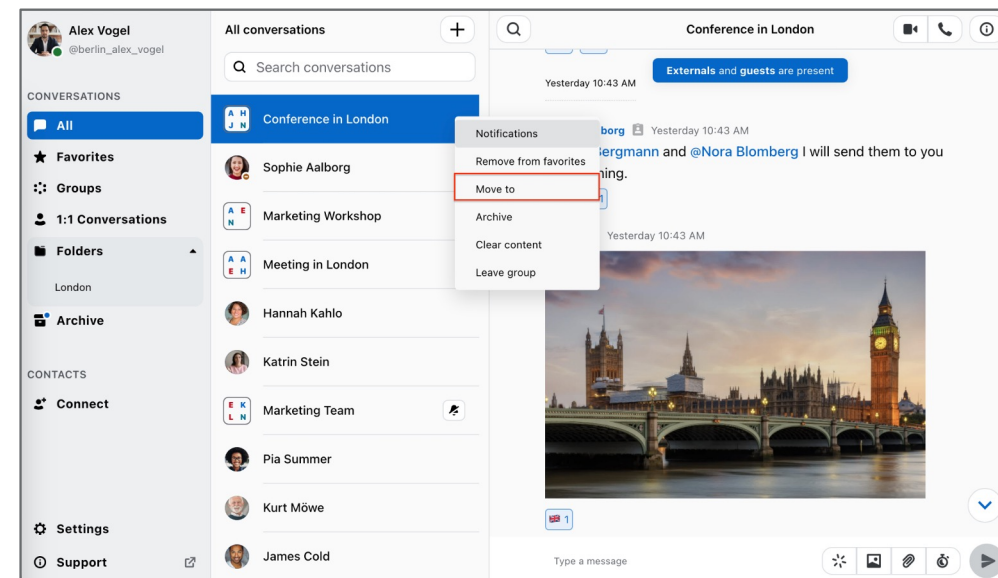 Alex Vogel
@berlin_alex_vogel
CONVERSATIONS
All
Favorites
Groups
1:1 Conversations
Folders
London
Archive
CONTACTS
Connect
Settings
Support
All conversations
Search conversations
A H
J N
Conference in London
Sophie Aalborg
A E
N
Marketing Workshop
A A
E H
Meeting in London
Hannah Kahlo
Katrin Stein
E K
L N
Marketing Team
Pia Summer
Kurt Möwe
James Cold
Notifications
Remove from favorites
Move to
Archive
Clear content
Leave group
Conference in London
Externals and guests are present
Yesterday 10:43 AM
borg Yesterday 10:43 AM
ergmann and @Nora Blomberg I will send them to you
ning.
1
Yesterday 10:43 AM
1
Type a message